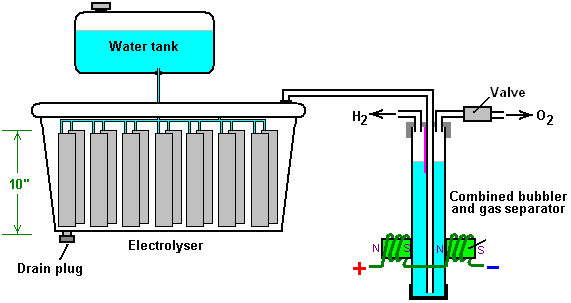 Water tank
Valve
H2
O2
10"
Combined bubbler
and gas separator
N
S
N
S
+
−
Electrolyser
Drain plug